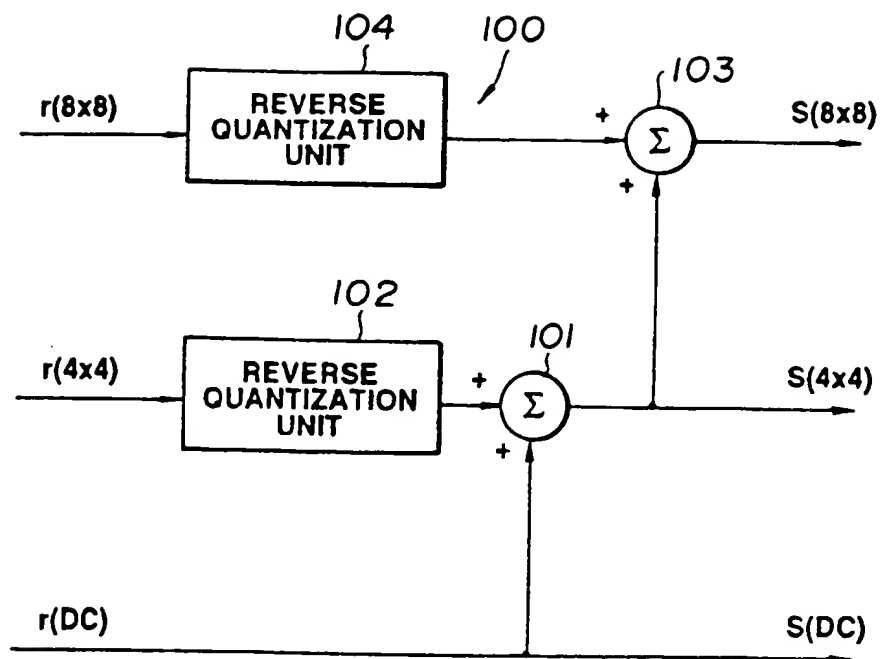 104
100
103
r(8x8)
REVERSE
QUANTIZATION
UNIT
+
Σ
+
S(8x8)
102
101
r(4x4)
REVERSE
QUANTIZATION
UNIT
+
Σ
+
S(4x4)
r(DC)
S(DC)